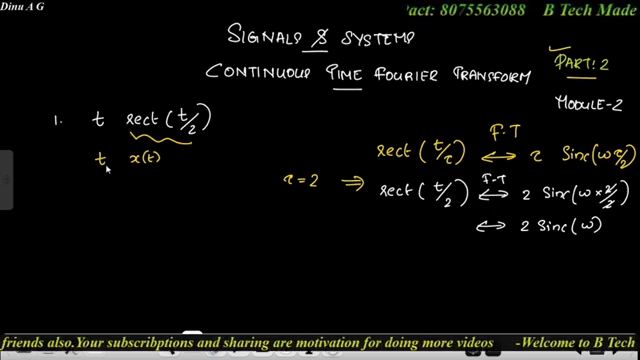 Dinu A G
Pact: 8075563088 B Tech Made
SIGNALS & SYSTEMS
CONTINUOUS TIME FOURIER TRANSFORM
PART: 2
MODULE-2
1. t rect(t/2)
t x(t)
rect(t/τ) F.T ↔ τ Sinc(ωτ/2)
τ = 2 ⇒ rect(t/2) F.T ↔ 2 Sinc(ω×2/2)
↔ 2 Sinc(ω)
friends also.Your subscribptions and sharing are motivation for doing more videos -Welcome to B Tech